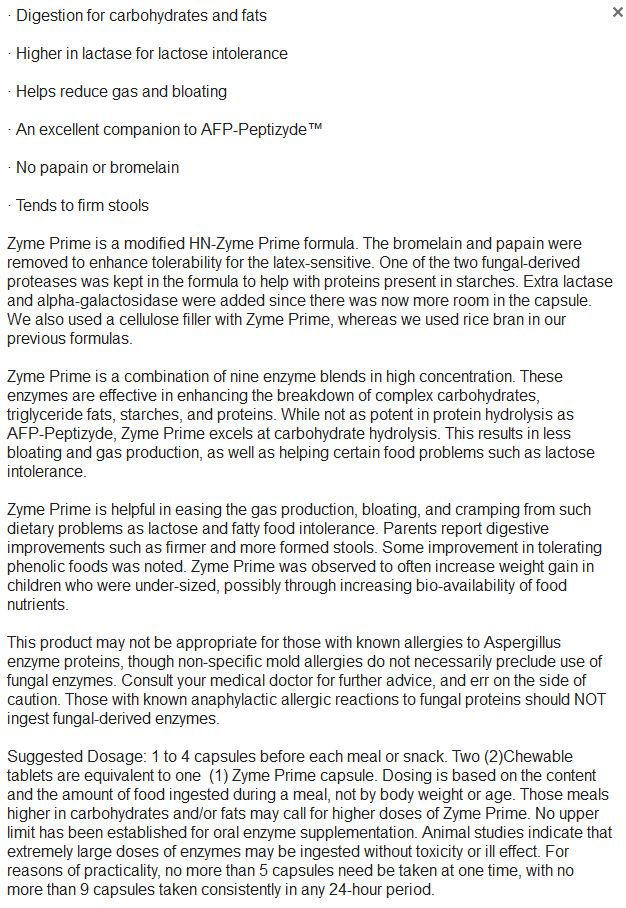 · Digestion for carbohydrates and fats
· Higher in lactase for lactose intolerance
· Helps reduce gas and bloating
· An excellent companion to AFP-Peptizyde™
· No papain or bromelain
· Tends to firm stools
Zyme Prime is a modified HN-Zyme Prime formula. The bromelain and papain were
removed to enhance tolerability for the latex-sensitive. One of the two fungal-derived
proteases was kept in the formula to help with proteins present in starches. Extra lactase
and alpha-galactosidase were added since there was now more room in the capsule.
We also used a cellulose filler with Zyme Prime, whereas we used rice bran in our
previous formulas.
Zyme Prime is a combination of nine enzyme blends in high concentration. These
enzymes are effective in enhancing the breakdown of complex carbohydrates,
triglyceride fats, starches, and proteins. While not as potent in protein hydrolysis as
AFP-Peptizyde, Zyme Prime excels at carbohydrate hydrolysis. This results in less
bloating and gas production, as well as helping certain food problems such as lactose
intolerance.
Zyme Prime is helpful in easing the gas production, bloating, and cramping from such
dietary problems as lactose and fatty food intolerance. Parents report digestive
improvements such as firmer and more formed stools. Some improvement in tolerating
phenolic foods was noted. Zyme Prime was observed to often increase weight gain in
children who were under-sized, possibly through increasing bio-availability of food
nutrients.
This product may not be appropriate for those with known allergies to Aspergillus
enzyme proteins, though non-specific mold allergies do not necessarily preclude use of
fungal enzymes. Consult your medical doctor for further advice, and err on the side of
caution. Those with known anaphylactic allergic reactions to fungal proteins should NOT
ingest fungal-derived enzymes.
Suggested Dosage: 1 to 4 capsules before each meal or snack. Two (2)Chewable
tablets are equivalent to one  (1) Zyme Prime capsule. Dosing is based on the content
and the amount of food ingested during a meal, not by body weight or age. Those meals
higher in carbohydrates and/or fats may call for higher doses of Zyme Prime. No upper
limit has been established for oral enzyme supplementation. Animal studies indicate that
extremely large doses of enzymes may be ingested without toxicity or ill effect. For
reasons of practicality, no more than 5 capsules need be taken at one time, with no
more than 9 capsules taken consistently in any 24-hour period.